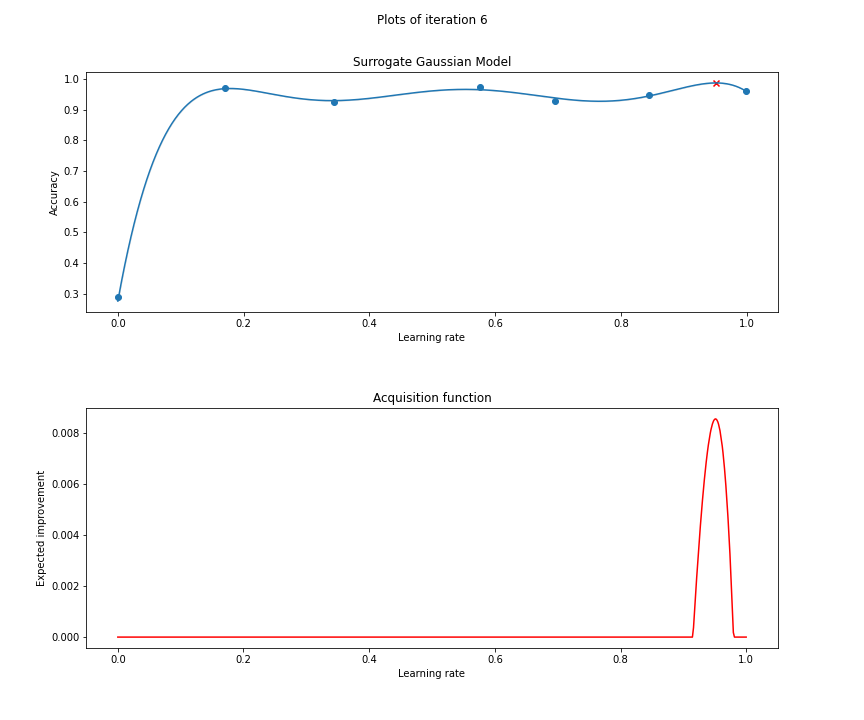 Plots of iteration 6
Surrogate Gaussian Model
1.0
0.9
0.8
0.7
0.6
0.5
0.4
0.3
Accuracy
0.0 0.2 0.4 0.6 0.8 1.0
Learning rate
Acquisition function
0.008
0.006
0.004
0.002
0.000
Expected improvement
0.0 0.2 0.4 0.6 0.8 1.0
Learning rate